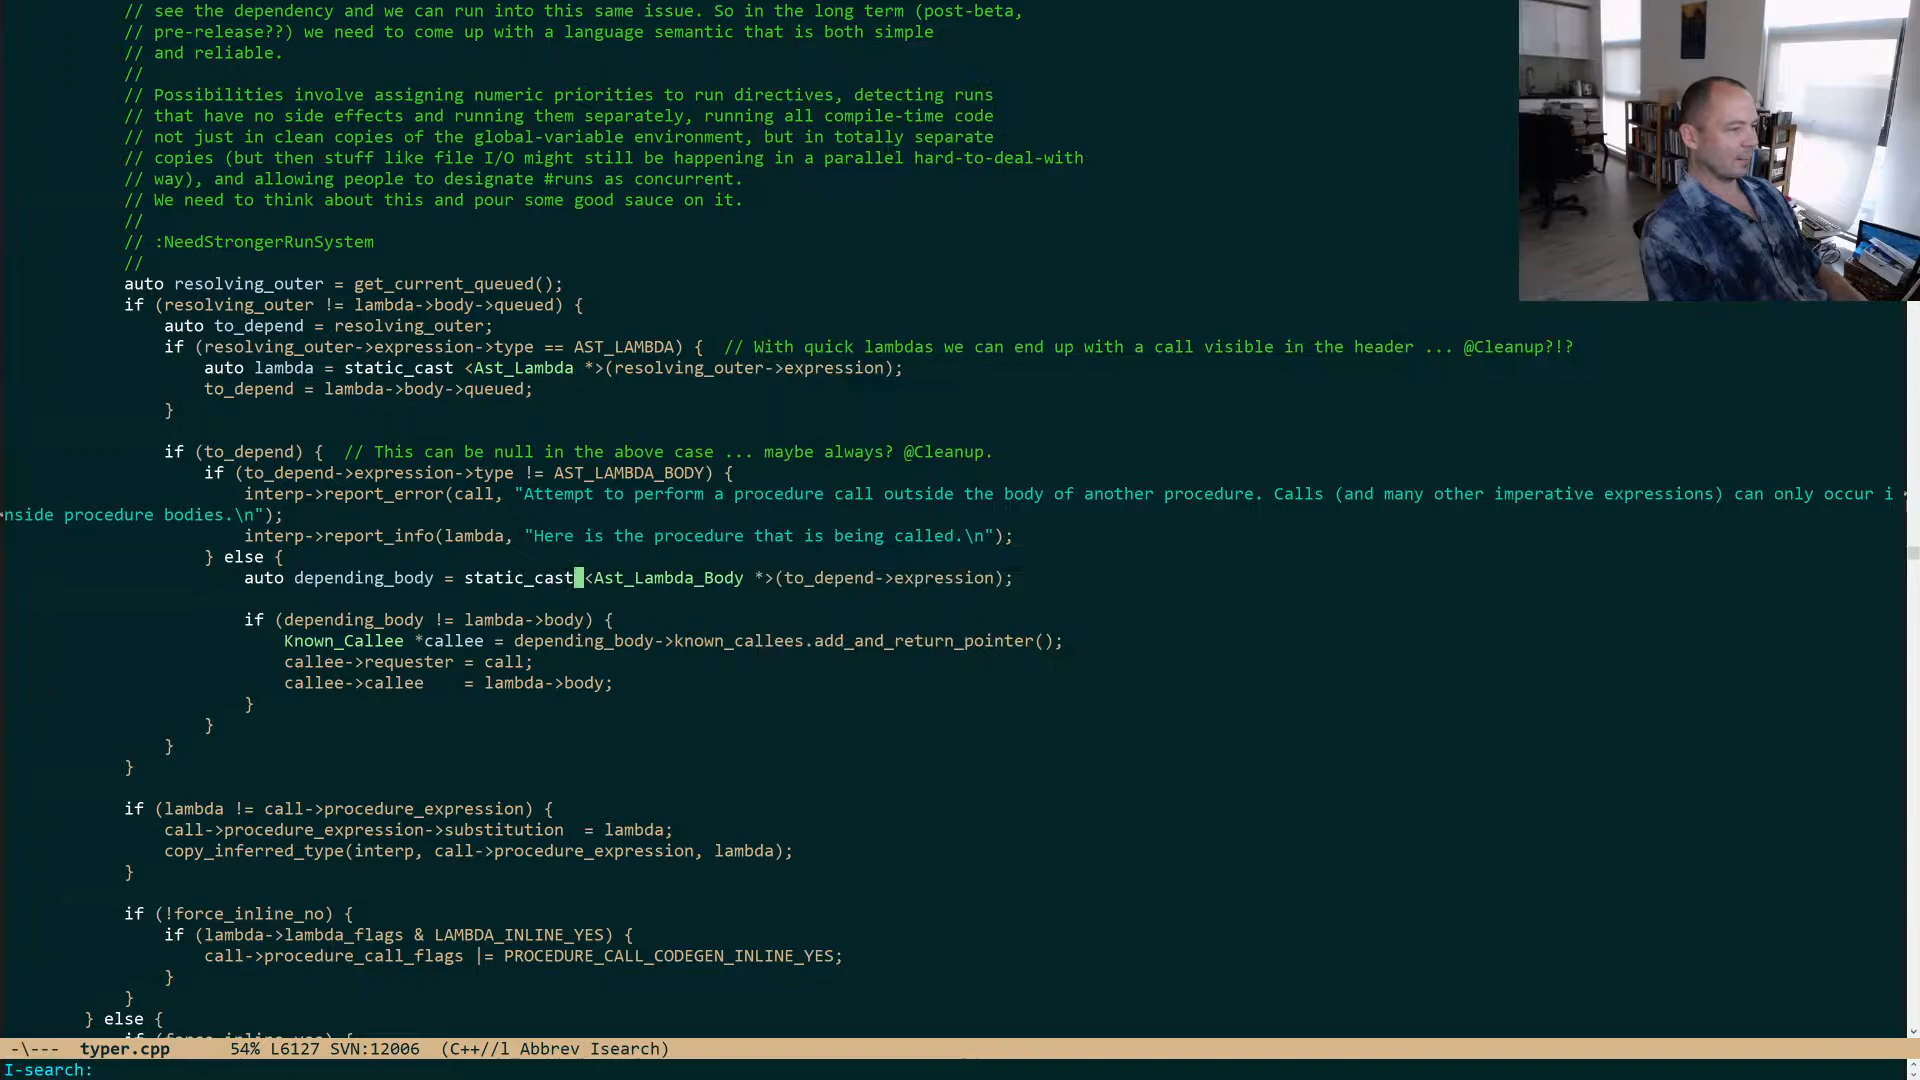 // see the dependency and we can run into this same issue. So in the long term (post-beta,
// pre-release??) we need to come up with a language semantic that is both simple
// and reliable.
//
// Possibilities involve assigning numeric priorities to run directives, detecting runs
// that have no side effects and running them separately, running all compile-time code
// not just in clean copies of the global-variable environment, but in totally separate
// copies (but then stuff like file I/O might still be happening in a parallel hard-to-deal-with
// way), and allowing people to designate #runs as concurrent.
// We need to think about this and pour some good sauce on it.
//
// :NeedStrongerRunSystem
//
auto resolving_outer = get_current_queued();
if (resolving_outer != lambda->body->queued) {
auto to_depend = resolving_outer;
if (resolving_outer->expression->type == AST_LAMBDA) {  // With quick lambdas we can end up with a call visible in the header ... @Cleanup?!?
auto lambda = static_cast <Ast_Lambda *>(resolving_outer->expression);
to_depend = lambda->body->queued;
}
if (to_depend) {  // This can be null in the above case ... maybe always? @Cleanup.
if (to_depend->expression->type != AST_LAMBDA_BODY) {
interp->report_error(call, "Attempt to perform a procedure call outside the body of another procedure. Calls (and many other imperative expressions) can only occur i
nside procedure bodies.\n");
interp->report_info(lambda, "Here is the procedure that is being called.\n");
} else {
auto depending_body = static_cast <Ast_Lambda_Body *>(to_depend->expression);
if (depending_body != lambda->body) {
Known_Callee *callee = depending_body->known_callees.add_and_return_pointer();
callee->requester = call;
callee->callee    = lambda->body;
}
}
}
}
if (lambda != call->procedure_expression) {
call->procedure_expression->substitution  = lambda;
copy_inferred_type(interp, call->procedure_expression, lambda);
}
if (!force_inline_no) {
if (lambda->lambda_flags & LAMBDA_INLINE_YES) {
call->procedure_call_flags |= PROCEDURE_CALL_CODEGEN_INLINE_YES;
}
}
} else {
if (force_inline_yes) {
-\---  typer.cpp      54% L6127 SVN:12006  (C++//l Abbrev Isearch)
I-search: